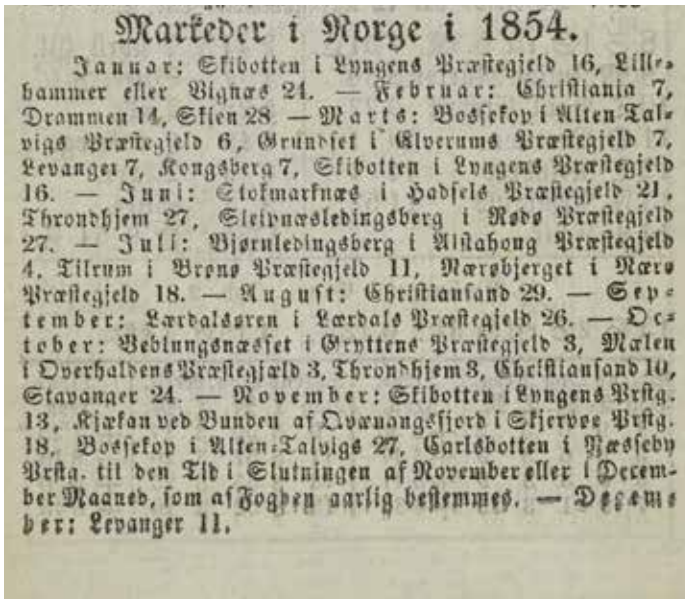 Markeder i Norge i 1854.
Januar: Skibotten i Lyngens Præstegjeld 16, Lille-
hammer eller Vignæs 21. — Februar: Christiania 7,
Drammen 14, Skien 28 — Marts: Bossekop i Alten Tal-
vigs Præstegjeld 6, Grundset i Elverums Præstegjeld 7,
Levanger 7, Kongsberg 7, Skibotten i Lyngens Præstegjeld
16. — Juni: Stokmarknæs i Hadsels Præstegjeld 21,
Throndhjem 27, Sleipnæsledingsberg i Rødø Præstegjeld
27. — Juli: Bjørnledingsberg i Alstahoug Præstegjeld
4, Tilrum i Brønø Præstegjeld 11, Nærøbjerget i Nærø
Præstegjeld 18. — August: Christiansand 29. — Sep-
tember: Lærdalsøren i Lærdals Præstegjeld 26. — Oc-
tober: Veblungsnæsset i Gryttens Præstegjeld 3, Mælen
i Overhaldens Præstegjæld 3, Throndhjem 3, Christiansand 10,
Stavanger 24. — November: Skibotten i Lyngens Prstg.
13, Kjækan ved Bunden af Qvænangsfjord i Skjervøe Prstg.
18, Bossekop i Alten-Talvigs 27, Carlsbotten i Næsseby
Prstg. til den Tid i Slutningen af November eller i Decem-
ber Maaned, som af Fogden aarlig bestemmes. — Decem-
ber: Levanger 11.